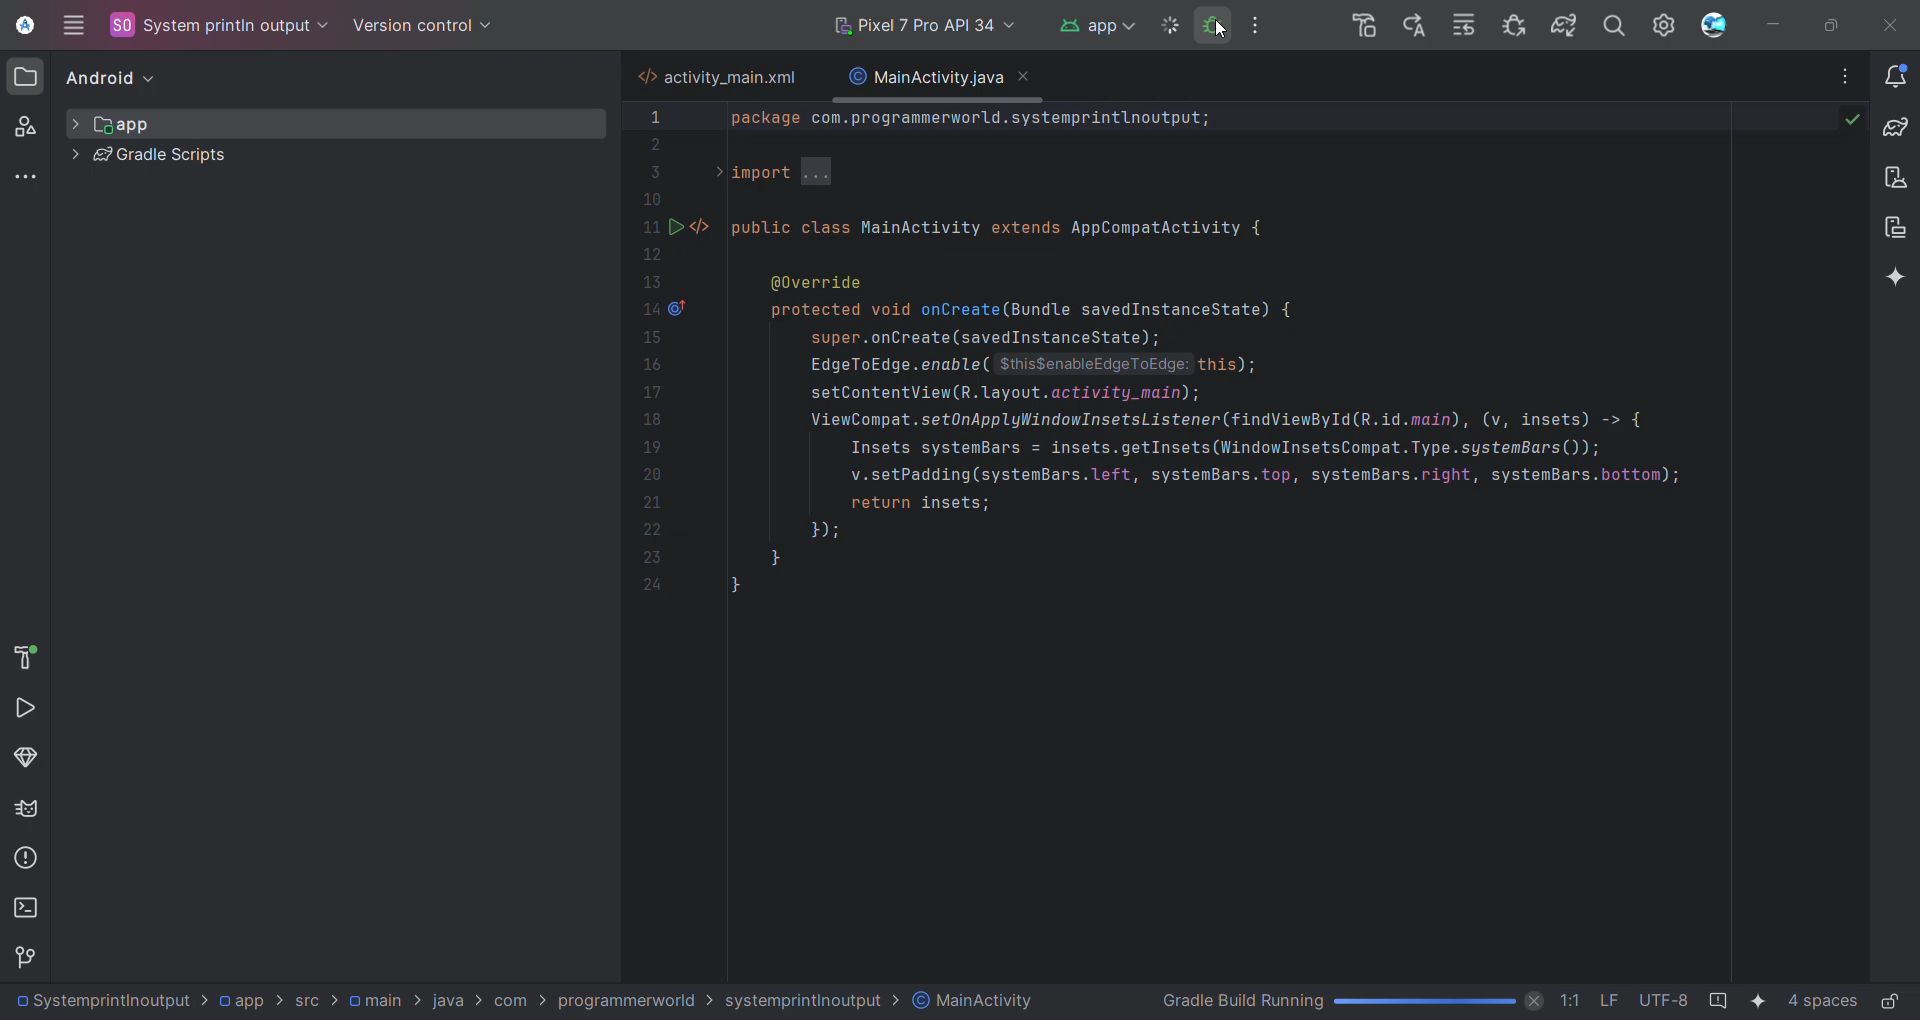 SO System println output Version control Pixel 7 Pro API 34 app
Android
app
Gradle Scripts
activity_main.xml MainActivity.java
1 package com.programmerworld.systemprintlnoutput;
2
3 import ...
10
11 public class MainActivity extends AppCompatActivity {
12
13 @Override
14 protected void onCreate(Bundle savedInstanceState) {
15 super.onCreate(savedInstanceState);
16 EdgeToEdge.enable( $this$enableEdgeToEdge: this);
17 setContentView(R.layout.activity_main);
18 ViewCompat.setOnApplyWindowInsetsListener(findViewById(R.id.main), (v, insets) -> {
19 Insets systemBars = insets.getInsets(WindowInsetsCompat.Type.systemBars());
20 v.setPadding(systemBars.left, systemBars.top, systemBars.right, systemBars.bottom);
21 return insets;
22 });
23 }
24 }
Systemprintlnoutput > app > src > main > java > com > programmerworld > systemprintlnoutput > MainActivity Gradle Build Running 1:1 LF UTF-8 4 spaces